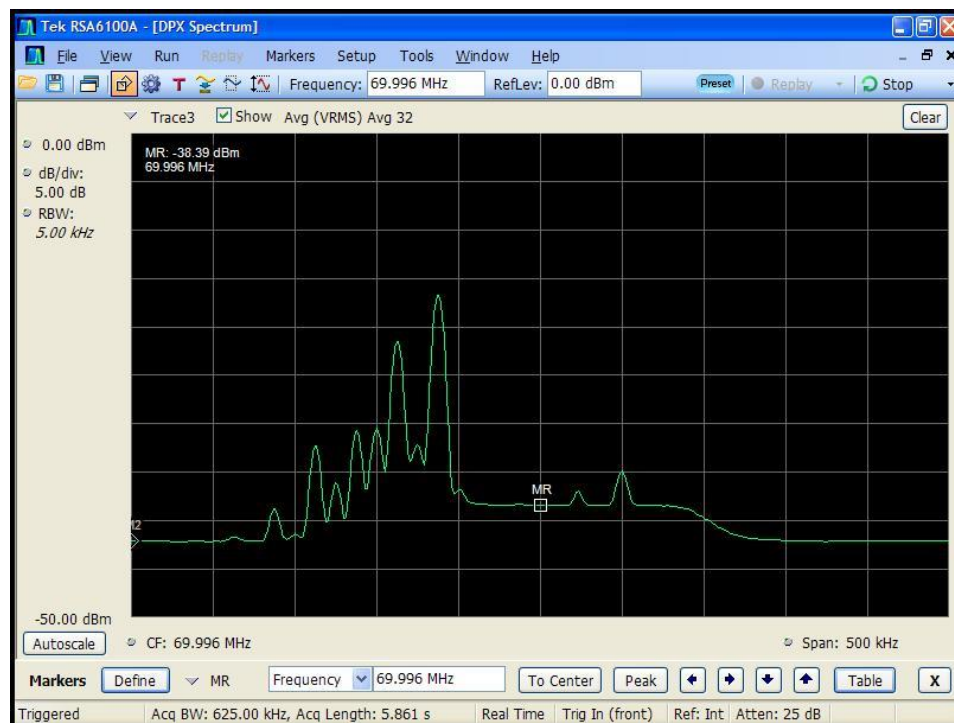 Tek RSA6100A - [DPX Spectrum]
File View Run Replay Markers Setup Tools Window Help
Frequency: 69.996 MHz RefLev: 0.00 dBm Preset Replay Stop
Trace3 Show Avg (VRMS) Avg 32 Clear
0.00 dBm
dB/div:
5.00 dB
RBW:
5.00 kHz
MR: -38.39 dBm
69.996 MHz
MR
-50.00 dBm
Autoscale CF: 69.996 MHz Span: 500 kHz
Markers Define MR Frequency 69.996 MHz To Center Peak Table X
Triggered Acq BW: 625.00 kHz, Acq Length: 5.861 s Real Time Trig In (front) Ref: Int Atten: 25 dB